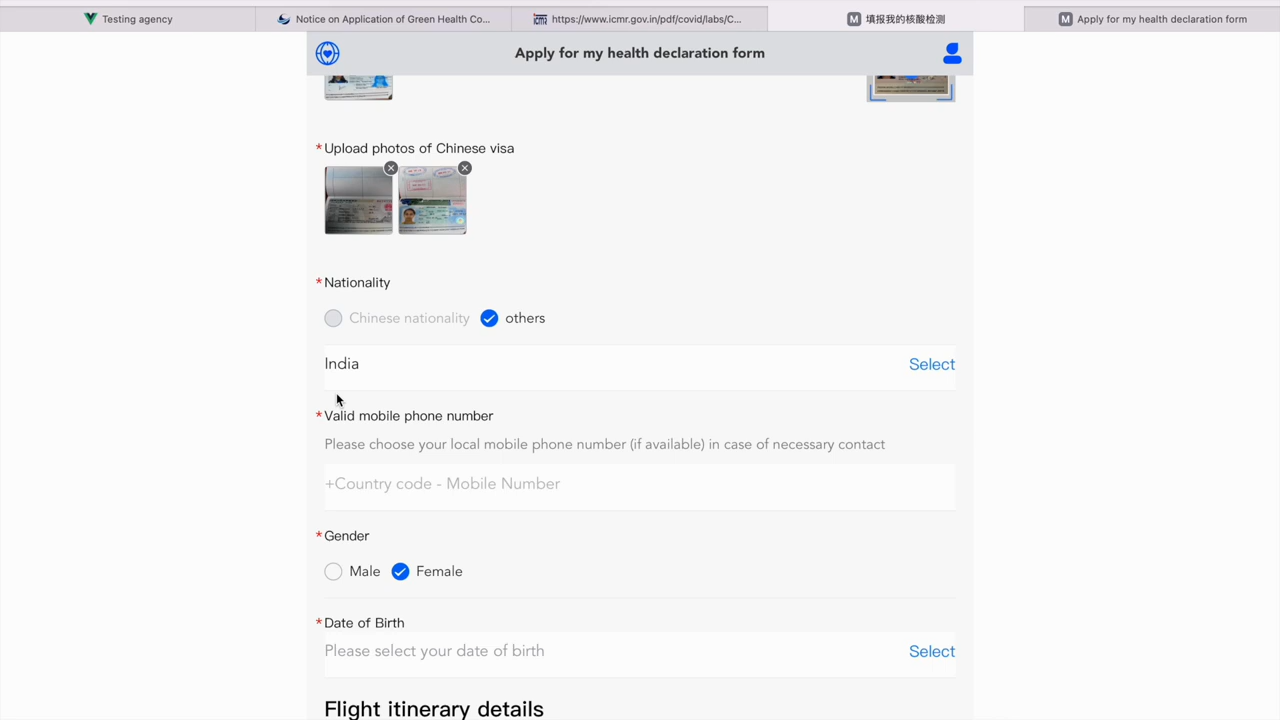 Testing agency
Notice on Application of Green Health Co...
https://www.icmr.gov.in/pdf/covid/labs/C...
填报我的核酸检测
Apply for my health declaration form
Apply for my health declaration form
*Upload photos of Chinese visa
*Nationality
Chinese nationality others
India Select
*Valid mobile phone number
Please choose your local mobile phone number (if available) in case of necessary contact
+Country code - Mobile Number
*Gender
Male Female
*Date of Birth
Please select your date of birth Select
Flight itinerary details